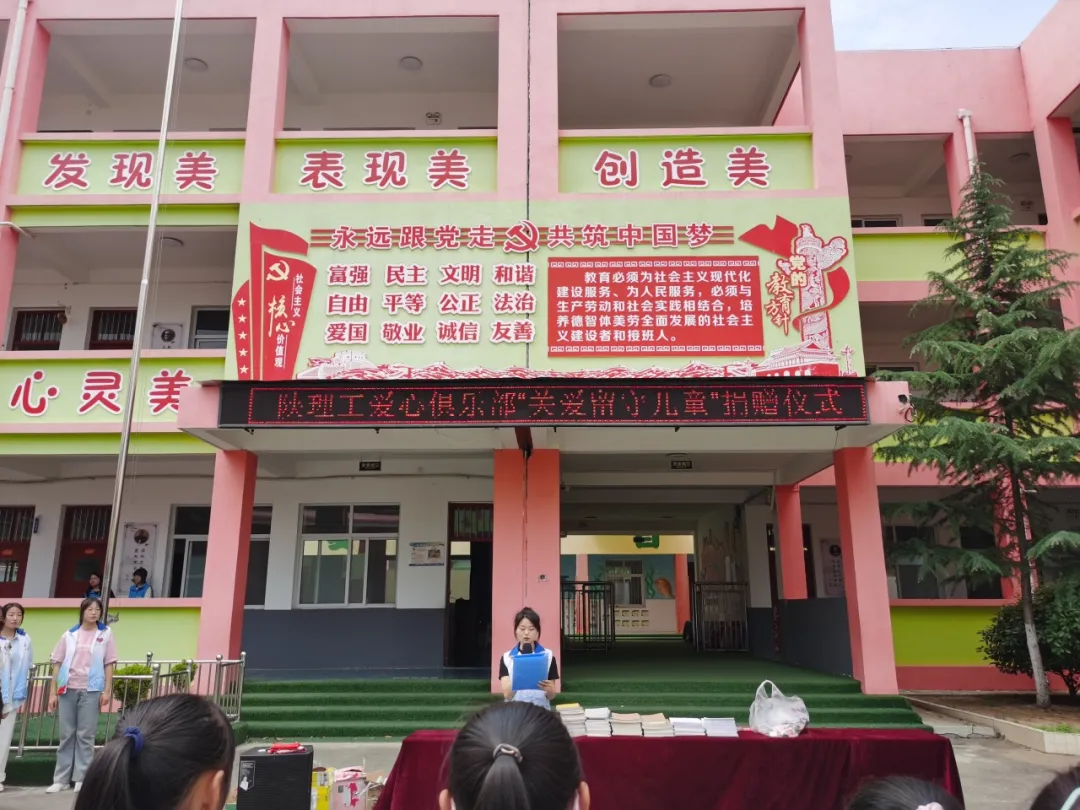 发现美
表现美
创造美
永远跟党走
共筑中国梦
社会主义
核心
价值观
富强 民主 文明 和谐
自由 平等 公正 法治
爱国 敬业 诚信 友善
教育必须为社会主义现代化
建设服务、为人民服务，必须与
生产劳动和社会实践相结合，培
养德智体美劳全面发展的社会主
义建设者和接班人。
党的
教育
方针
心灵美
陕理工爱心俱乐部“关爱留守儿童”捐赠仪式